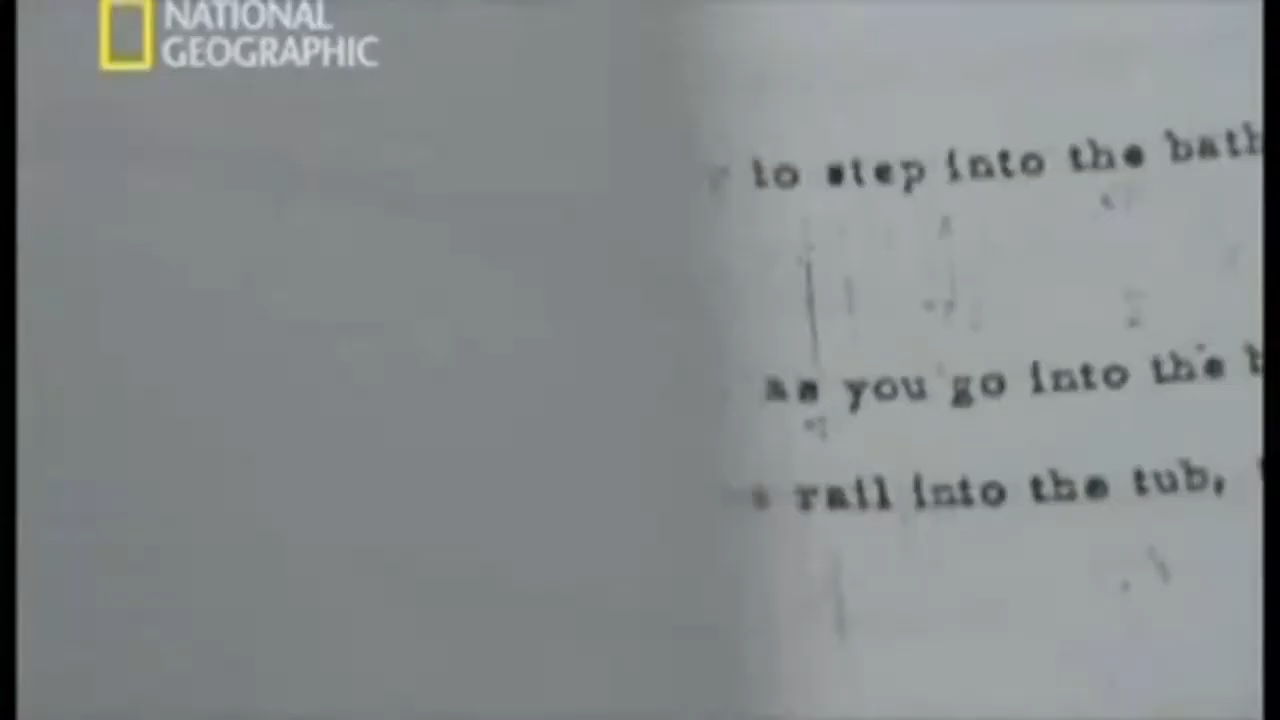 NATIONAL
GEOGRAPHIC
to step into the bath
as you go into the
rail into the tub,